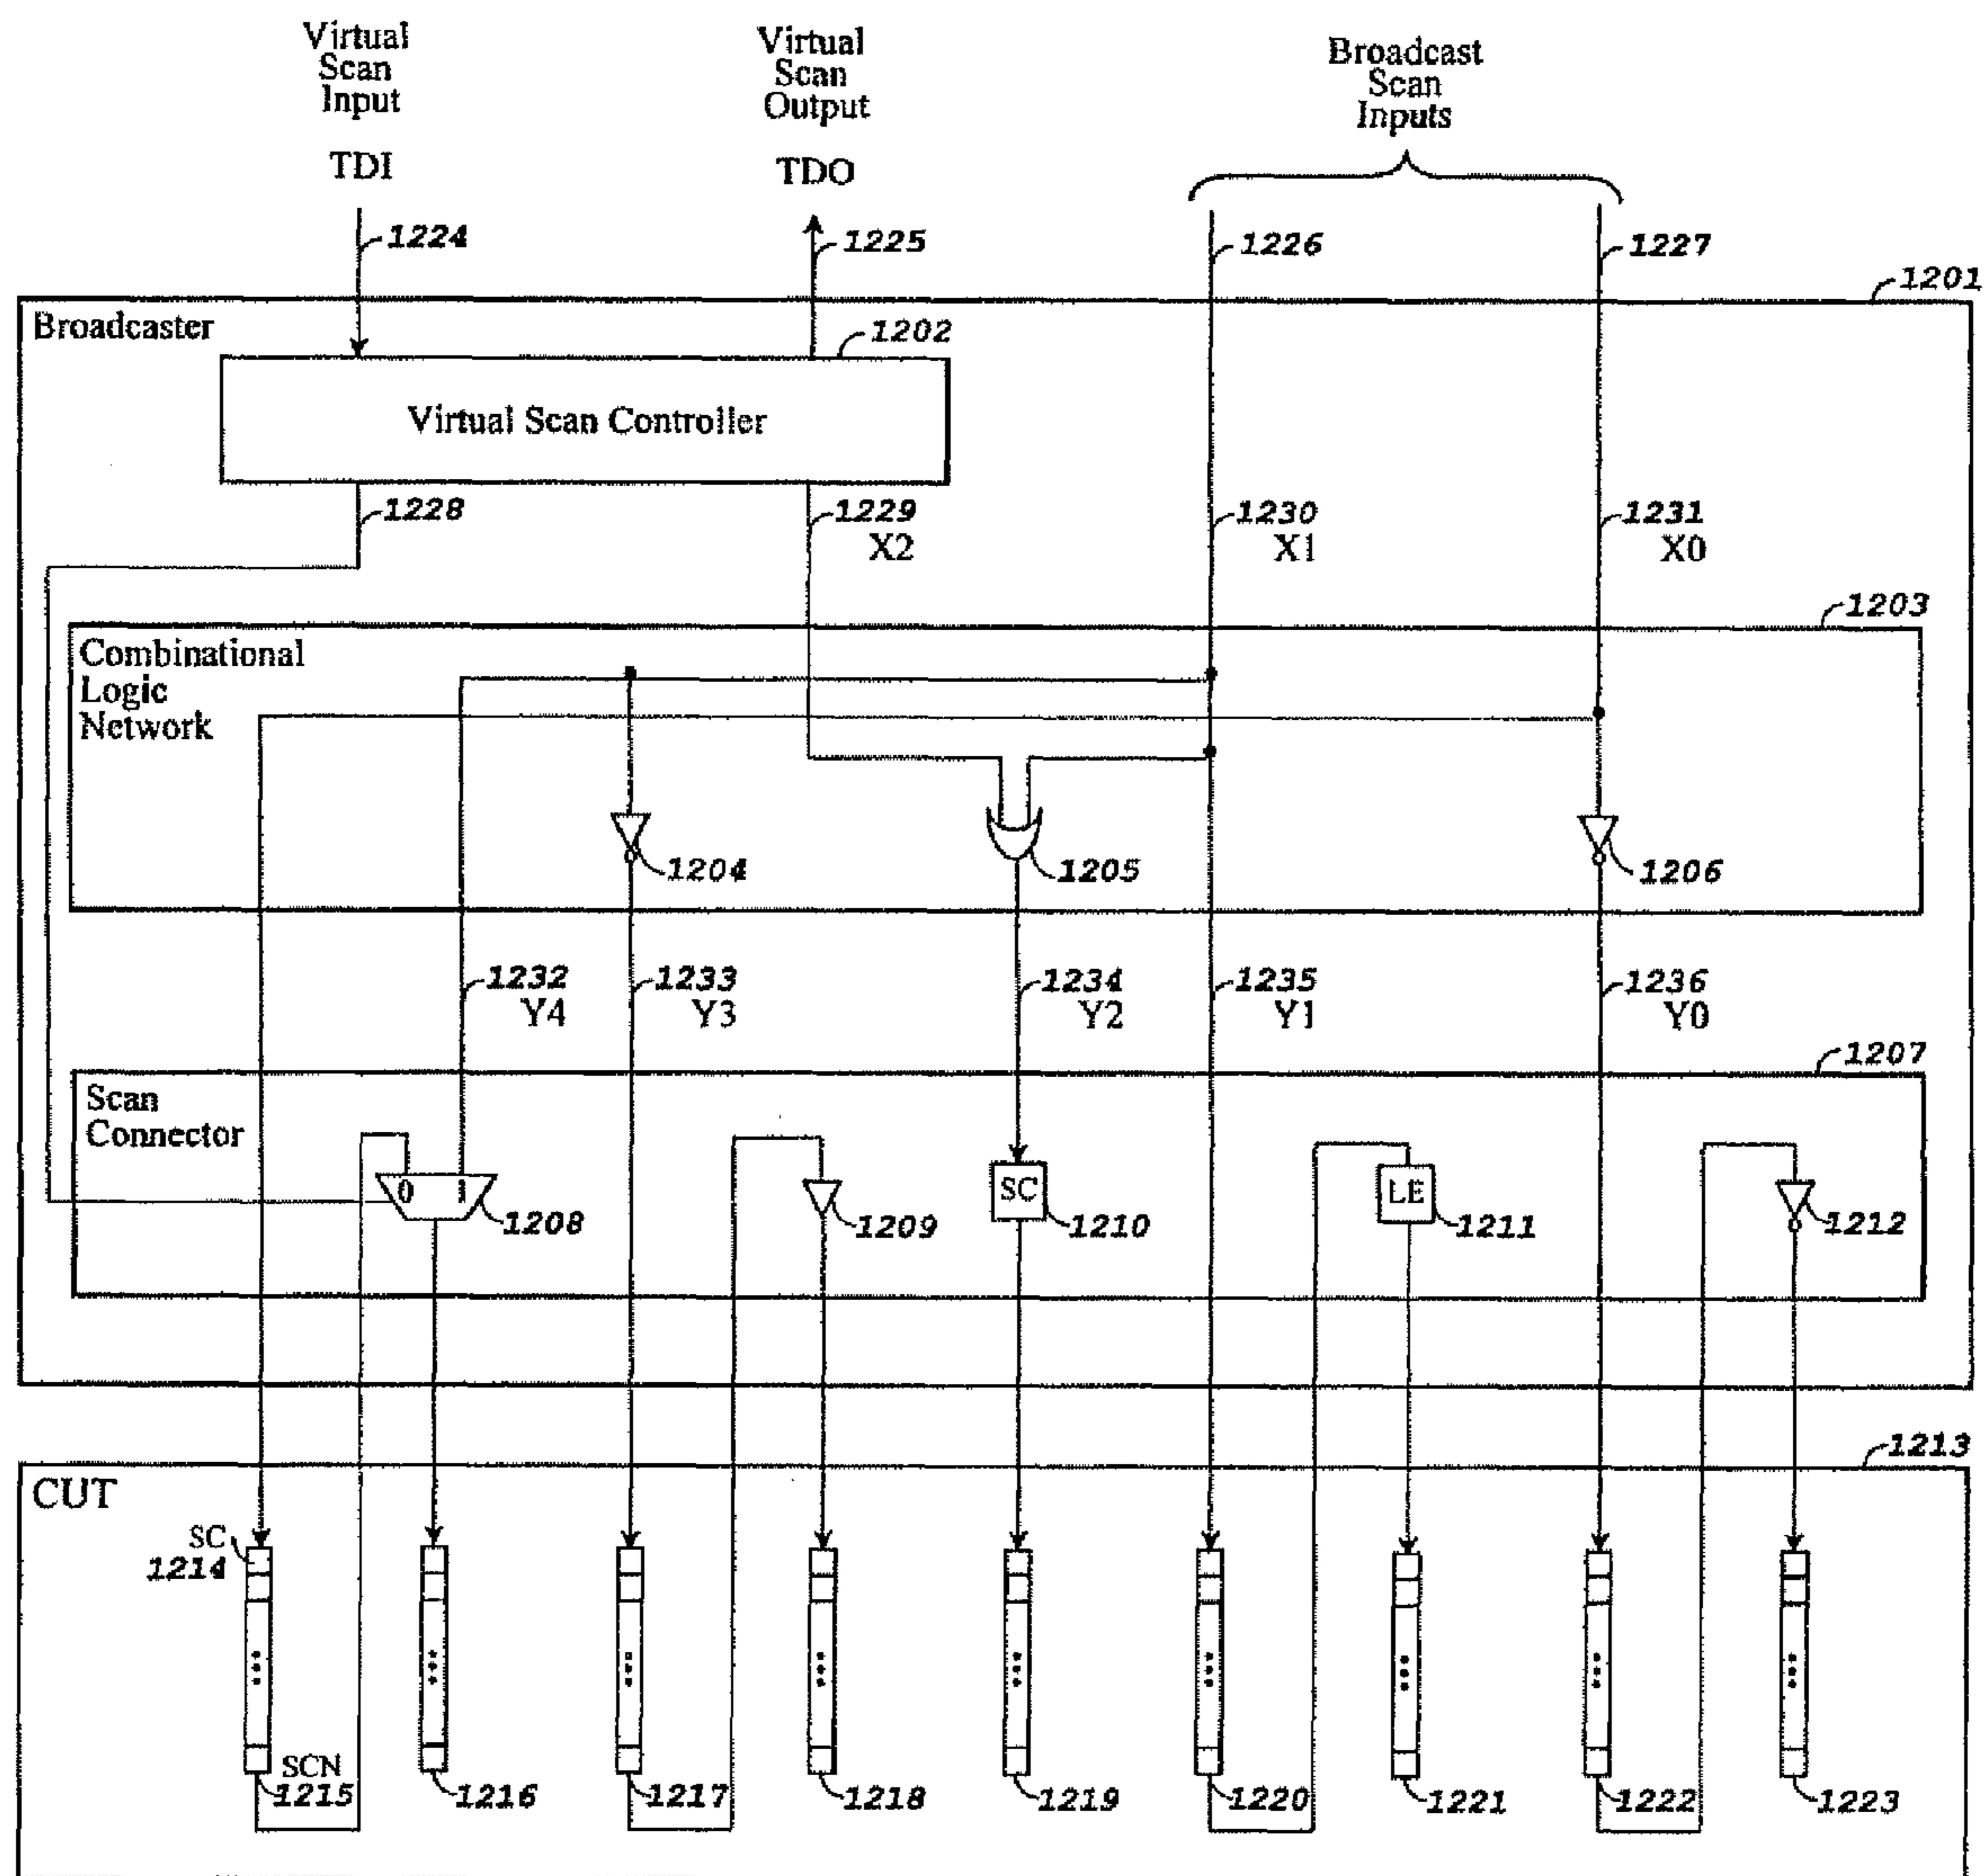 Virtual
Scan
Input
TDI
Virtual
Scan
Output
TDO
Broadcast
Scan
Inputs
1224
1225
1226
1227
1201
Broadcaster
1202
Virtual Scan Controller
1228
1229
X2
1230
X1
1231
X0
1203
Combinational
Logic
Network
1204
1205
1206
1232
Y4
1233
Y3
1234
Y2
1235
Y1
1236
Y0
1207
Scan
Connector
0
1
1208
1209
SC
1210
LE
1211
1212
1213
CUT
SC
1214
SCN
1215
1216
1217
1218
1219
1220
1221
1222
1223